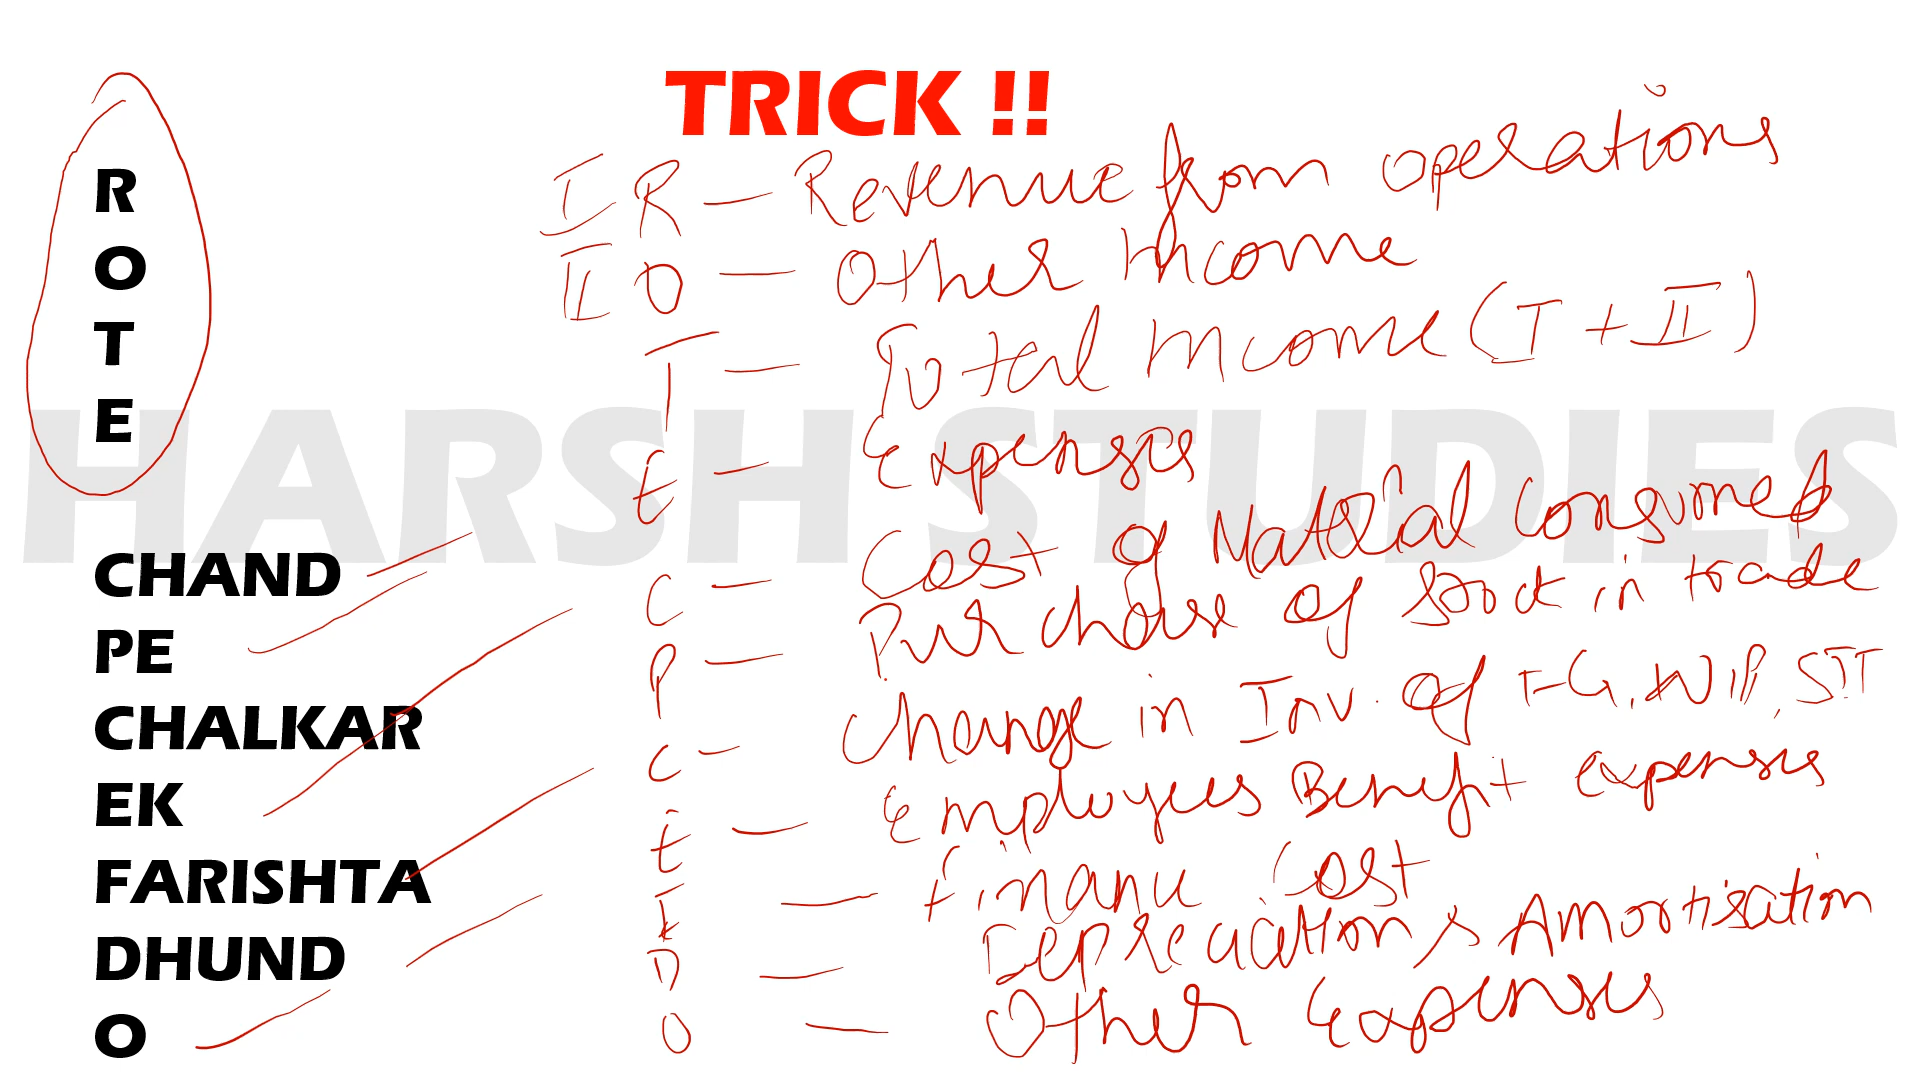 TRICK !!
R
O
T
E
CHAND
PE
CHALKAR
EK
FARISHTA
DHUND
O
HARSH STUDIES
I R — Revenue from operations
II O — Other Income
T — Total Income (I + II)
E — Expenses
C — Cost of Material Consumed
P — Purchase of Stock in trade
C — Change in Inv. of FG, WIP, SIT
E — Employees Benefit expenses
F — Finance Cost
D — Depreciation & Amortisation
O — Other Expenses